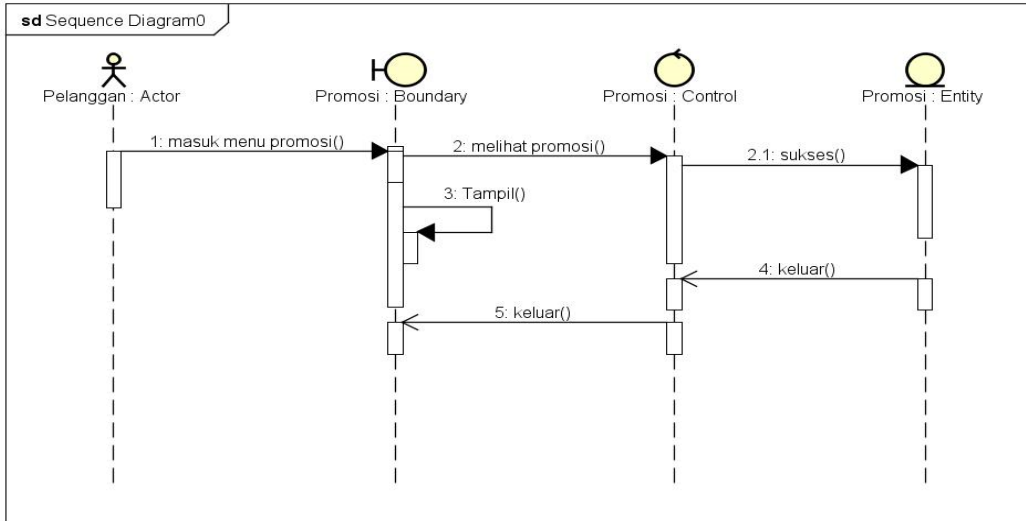 sd Sequence Diagram0
Pelanggan : Actor
Promosi : Boundary
Promosi : Control
Promosi : Entity
1: masuk menu promosi()
2: melihat promosi()
2.1: sukses()
3: Tampil()
4: keluar()
5: keluar()